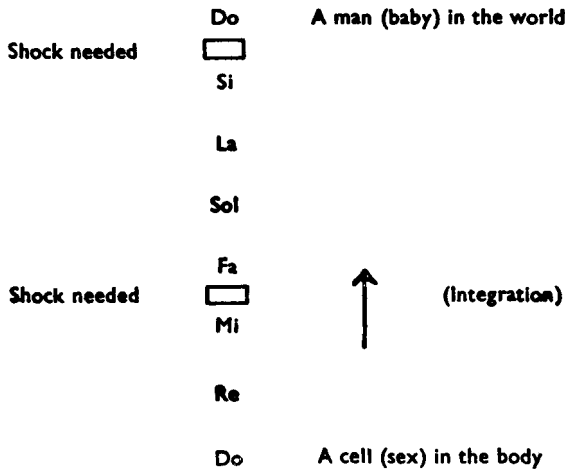 Do A man (baby) in the world
Shock needed
Si
La
Sol
Fa
Shock needed (Integration)
Mi
Re
Do A cell (sex) in the body